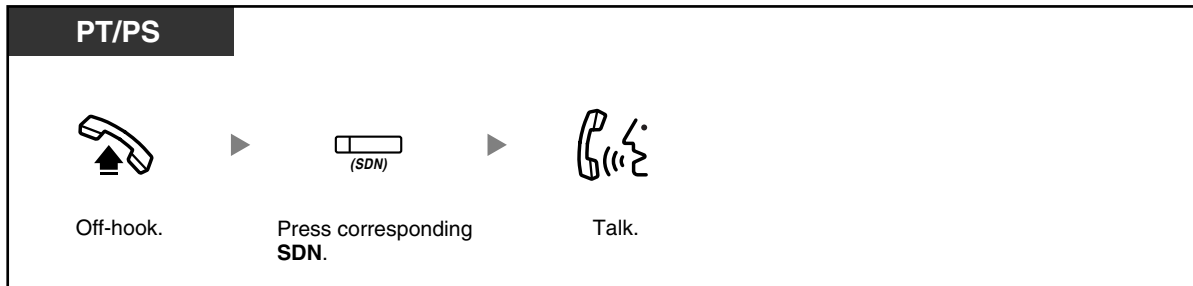 PT/PS
(SDN)
Off-hook.
Press corresponding
SDN.
Talk.